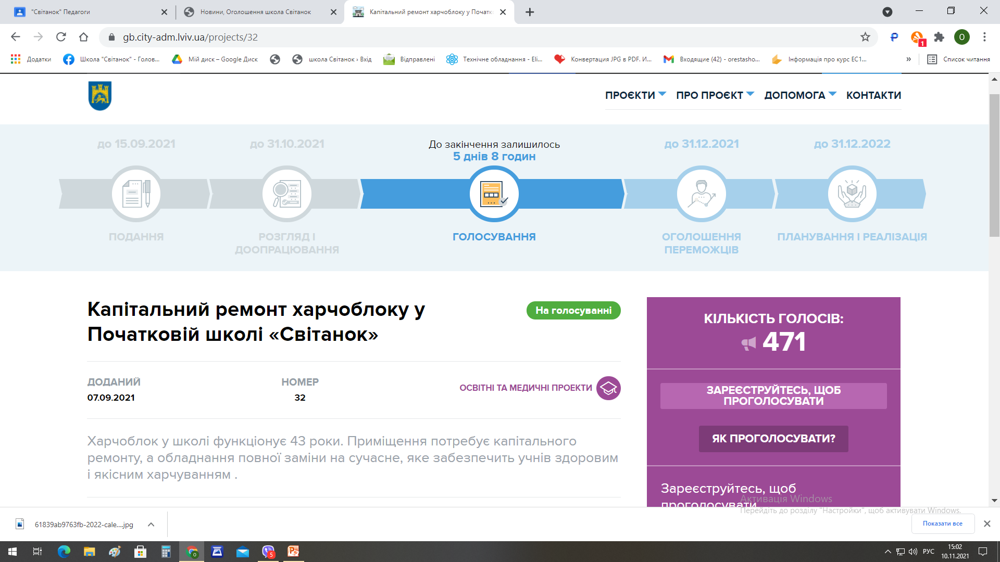 "Світанок" Педагоги
Новини, Оголошення школа Світанок
Капітальний ремонт харчоблоку у Початк
gb.city-adm.lviv.ua/projects/32
1
O
Додатки
Школа "Світанок" - Голов...
Мій диск – Google Диск
школа Світанок › Вхід
Відправлені
Технічне обладнання - Eli...
Конвертация JPG в PDF. И...
Входящие (42) - orestasho...
Інформація про курс EC1...
»
Список читання
ПРОЄКТИ
ПРО ПРОЄКТ
ДОПОМОГА
КОНТАКТИ
до 15.09.2021
до 31.10.2021
До закінчення залишилось
5 днів 8 годин
до 31.12.2021
до 31.12.2022
ПОДАННЯ
РОЗГЛЯД І
ДООПРАЦЮВАННЯ
ГОЛОСУВАННЯ
ОГОЛОШЕННЯ
ПЕРЕМОЖЦІВ
ПЛАНУВАННЯ І РЕАЛІЗАЦІЯ
Капітальний ремонт харчоблоку у
Початковій школі «Світанок»
На голосуванні
ДОДАНИЙ
07.09.2021
НОМЕР
32
ОСВІТНІ ТА МЕДИЧНІ ПРОЕКТИ
Харчоблок у школі функціонує 43 роки. Приміщення потребує капітального
ремонту, а обладнання повної заміни на сучасне, яке забезпечить учнів здоровим
і якісним харчуванням .
КІЛЬКІСТЬ ГОЛОСІВ:
471
ЗАРЕЄСТРУЙТЕСЬ, ЩОБ
ПРОГОЛОСУВАТИ
ЯК ПРОГОЛОСУВАТИ?
Зареєструйтесь, щоб
проголосувати
Активація Windows
Перейдіть до розділу "Настройки", щоб активувати Windows.
61839ab9763fb-2022-cale....jpg
Показати все
0
5
РУС
15:02
10.11.2021